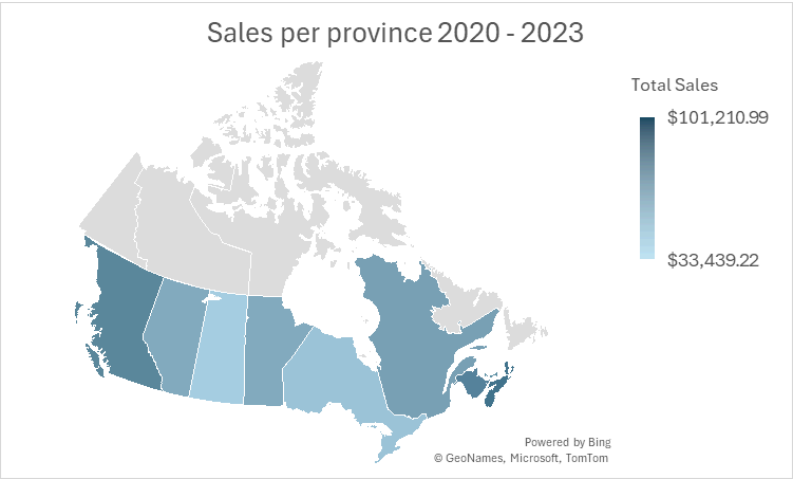 Sales per province 2020 - 2023
Total Sales
$101,210.99
$33,439.22
Powered by Bing
© GeoNames, Microsoft, TomTom